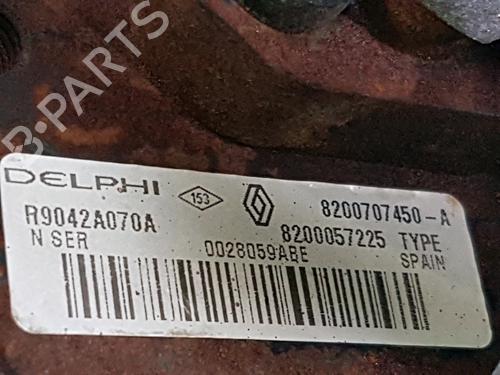 B-PARTS
DELPHI 153 8200707450-A
R9042A070A 8200057225 TYPE
N SER 0028059ABE SPAIN